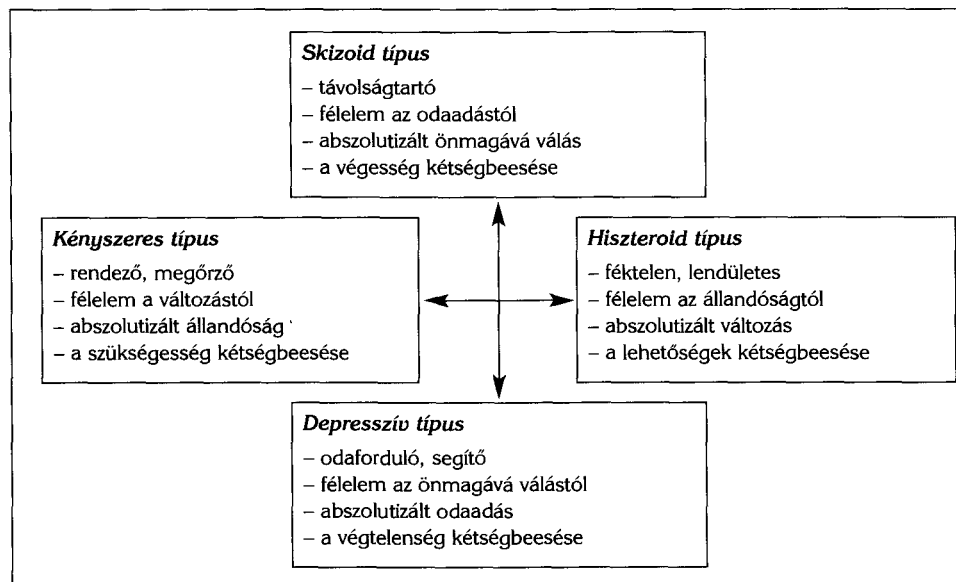 Skizoid típus
– távolságtartó
– félelem az odaadástól
– abszolutizált önmagává válás
– a végesség kétségbeesése
Kényszeres típus
– rendező, megőrző
– félelem a változástól
– abszolutizált állandóság
– a szükségesség kétségbeesése
Hiszteroid típus
– féktelen, lendületes
– félelem az állandóságtól
– abszolutizált változás
– a lehetőségek kétségbeesése
Depresszív típus
– odaforduló, segítő
– félelem az önmagává válástól
– abszolutizált odaadás
– a végtelenség kétségbeesése